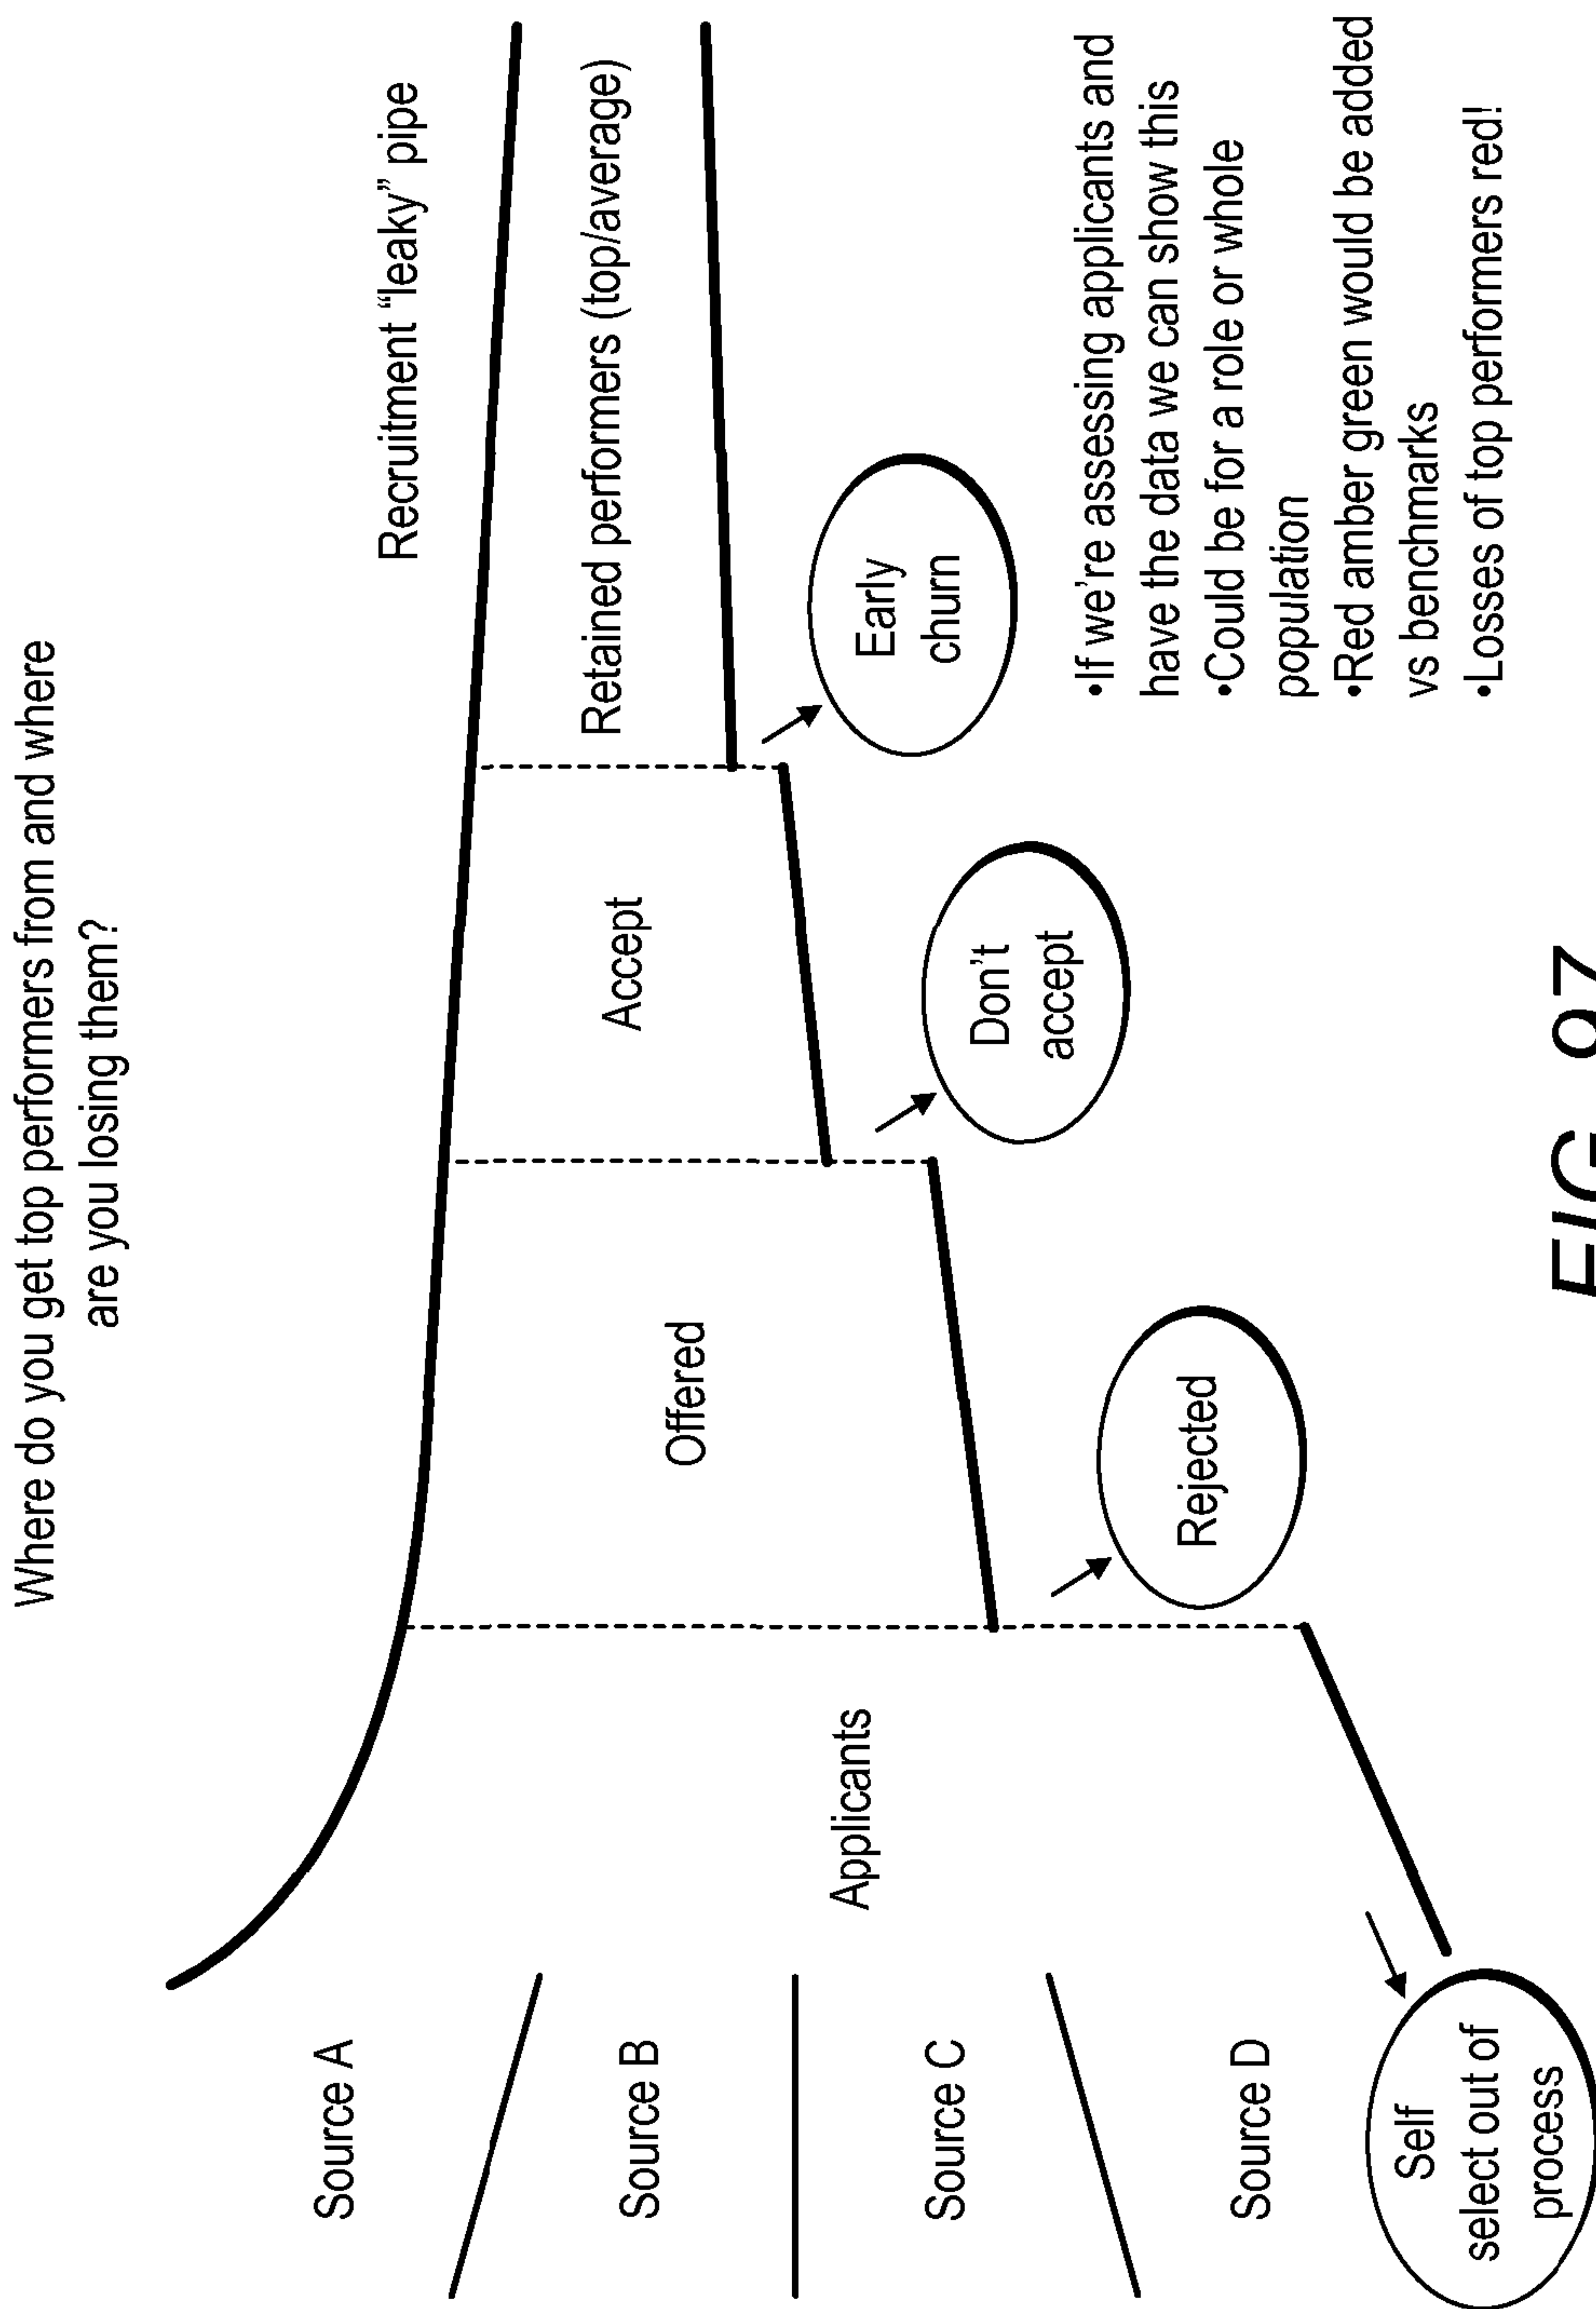 Where do you get top performers from and where
are you losing them?
Recruitment “leaky” pipe
Source A
Source B
Source C
Source D
Applicants
Offered
Accept
Retained performers (top/average)
Self
select out of
process
Rejected
Don't
accept
Early
churn
•If we're assessing applicants and
have the data we can show this
•Could be for a role or whole
population
•Red amber green would be added
vs benchmarks
•Losses of top performers red!